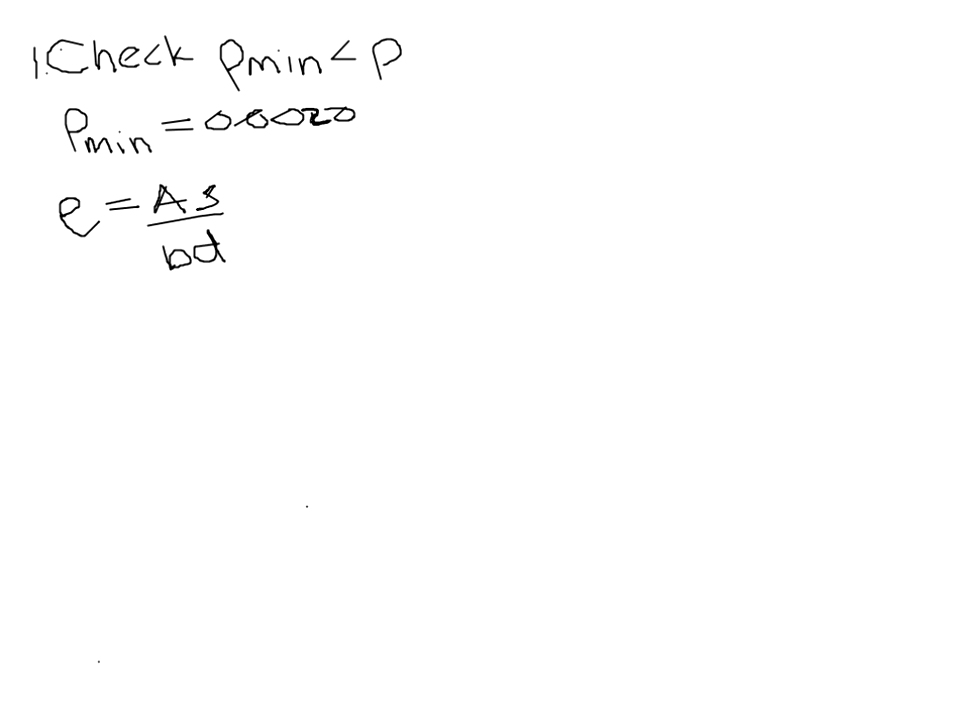 1. Check ρmin < ρ
ρmin = 0.0020
ρ = As
bd